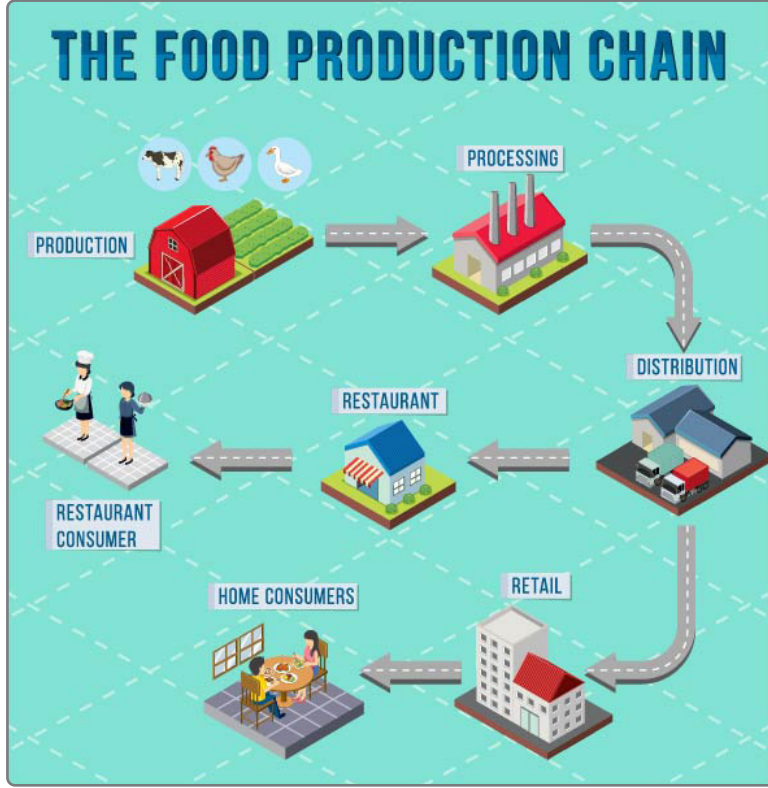 THE FOOD PRODUCTION CHAIN
PROCESSING
PRODUCTION
DISTRIBUTION
RESTAURANT
RESTAURANT
CONSUMER
RETAIL
HOME CONSUMERS